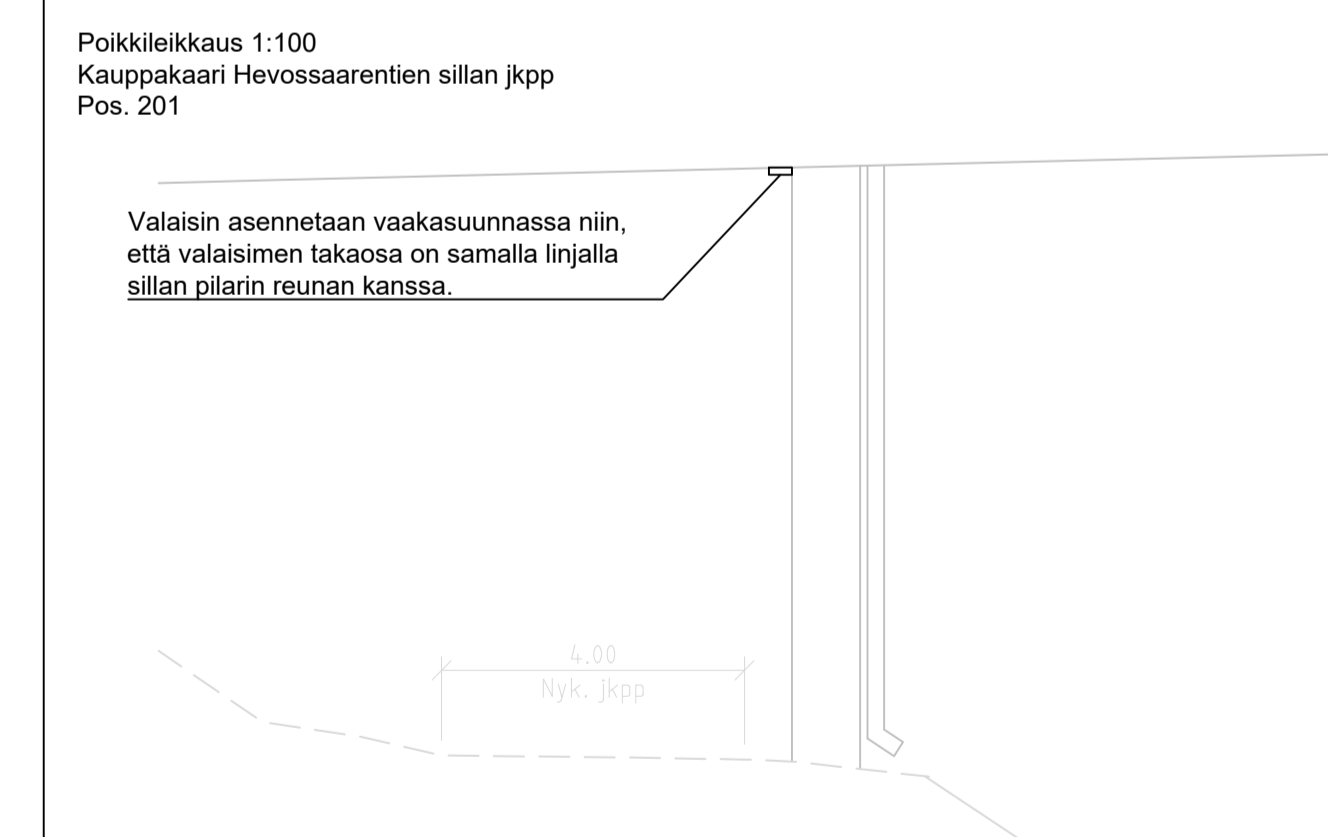 Poikkileikkaus 1:100
Kauppakaari Hevossaarentien sillan jkpp
Pos. 201
Valaisin asennetaan vaakasuunnassa niin,
että valaisimen takaosa on samalla linjalla
sillan pilarin reunan kanssa.
4.00
Nyk. jkpp